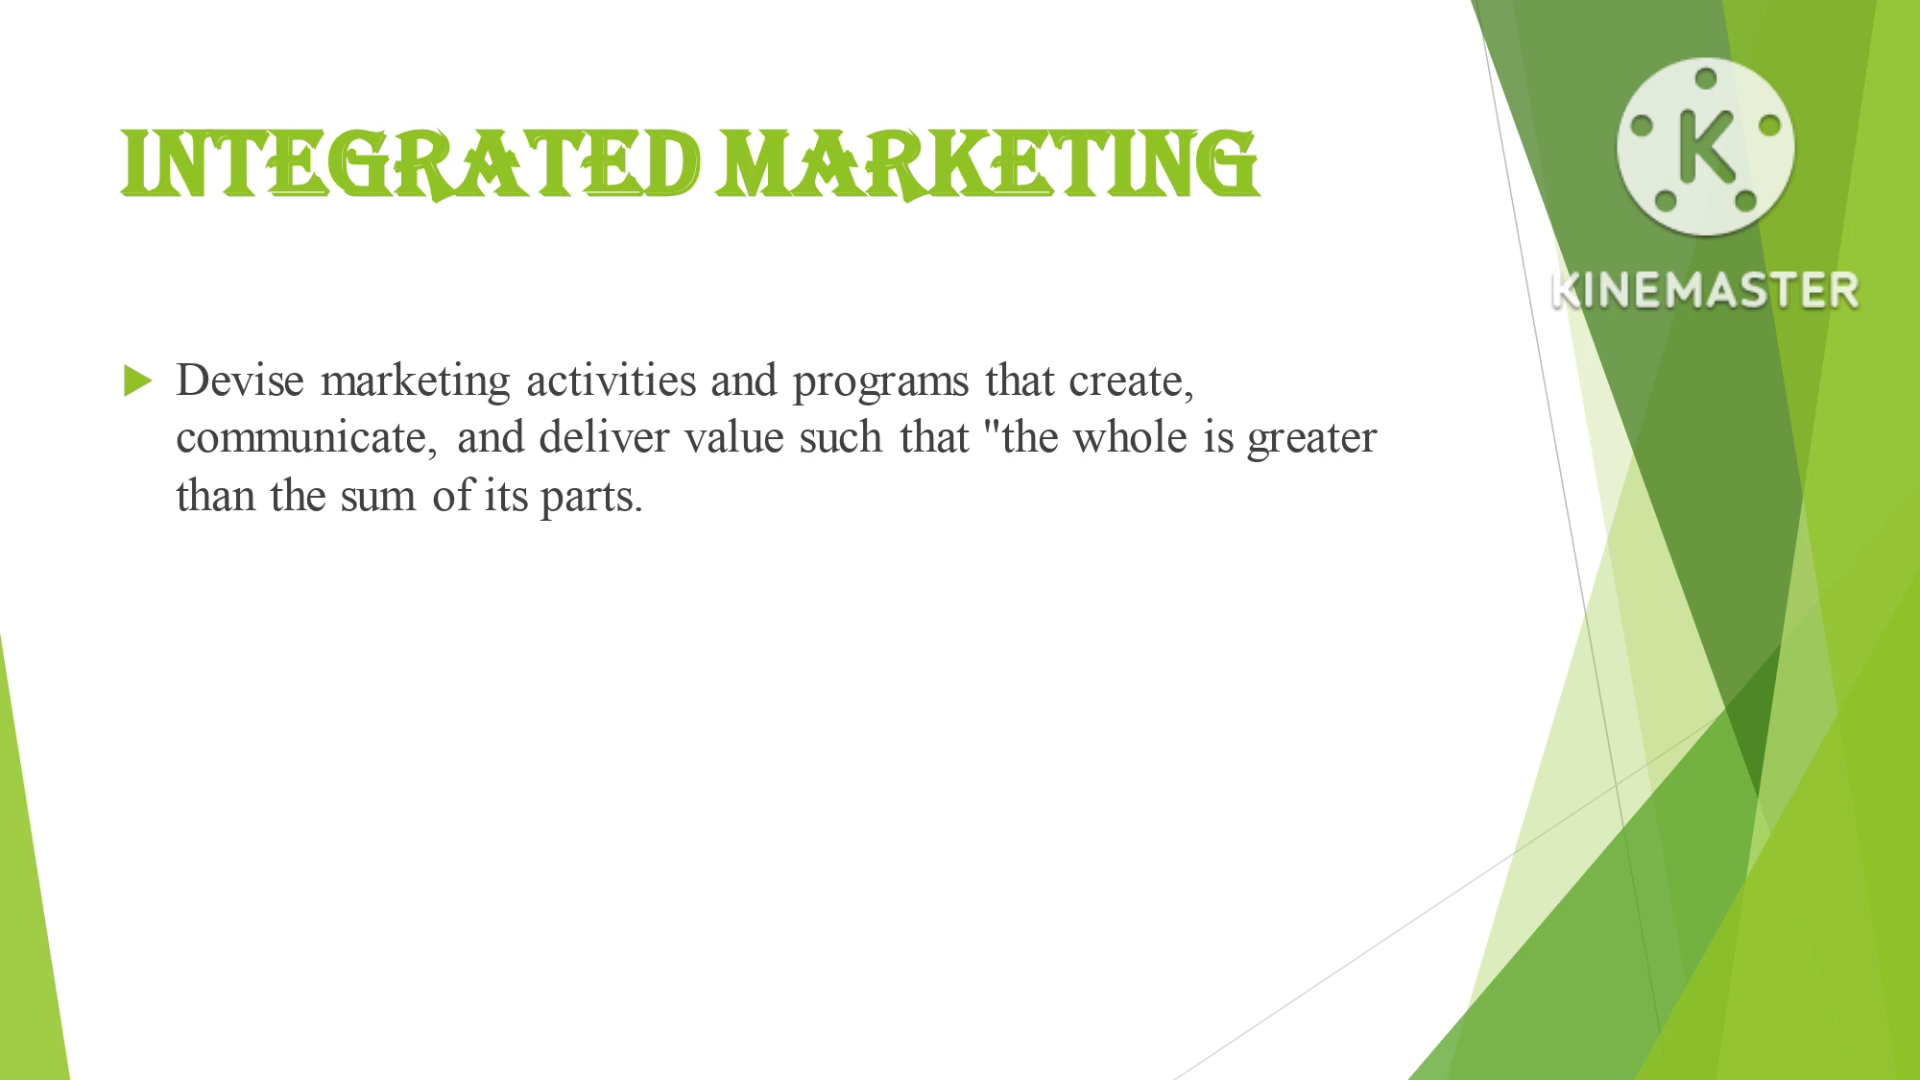 INTEGRATED MARKETING
K
KINEMASTER
Devise marketing activities and programs that create,
communicate, and deliver value such that "the whole is greater
than the sum of its parts.